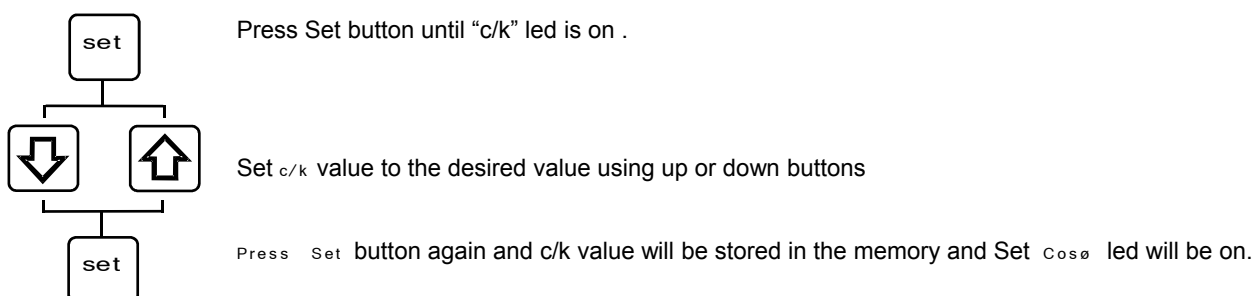 set
Press Set button until “c/k” led is on .
Set c/k value to the desired value using up or down buttons
set
Press Set button again and c/k value will be stored in the memory and Set Cosø led will be on.